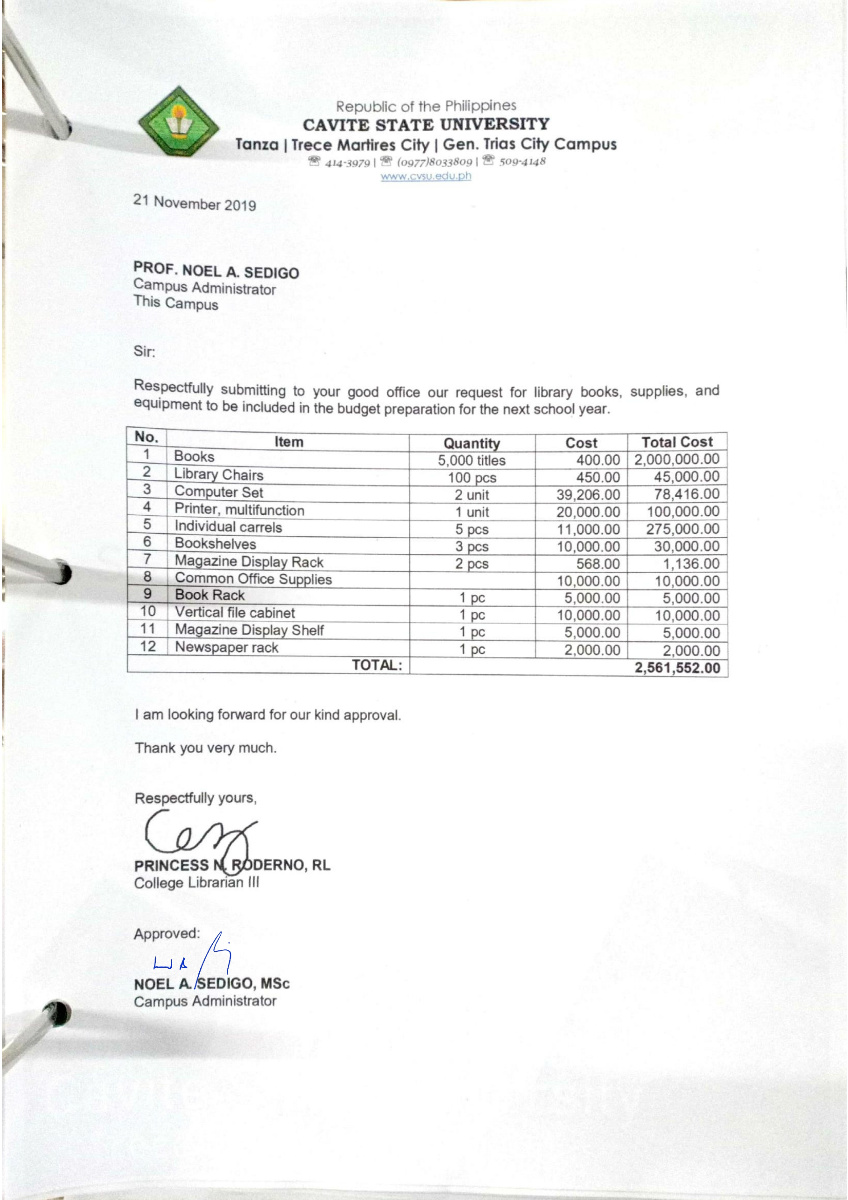 Republic of the Philippines
CAVITE STATE UNIVERSITY
Tanza | Trece Martires City | Gen. Trias City Campus
☏ 414-3979 | ☏ (0977)8033809 | ☏ 509-4148
www.cvsu.edu.ph
21 November 2019
PROF. NOEL A. SEDIGO
Campus Administrator
This Campus
Sir:
Respectfully submitting to your good office our request for library books, supplies, and
equipment to be included in the budget preparation for the next school year.
No. Item Quantity Cost Total Cost
1 Books 5,000 titles 400.00 2,000,000.00
2 Library Chairs 100 pcs 450.00 45,000.00
3 Computer Set 2 unit 39,206.00 78,416.00
4 Printer, multifunction 1 unit 20,000.00 100,000.00
5 Individual carrels 5 pcs 11,000.00 275,000.00
6 Bookshelves 3 pcs 10,000.00 30,000.00
7 Magazine Display Rack 2 pcs 568.00 1,136.00
8 Common Office Supplies 10,000.00 10,000.00
9 Book Rack 1 pc 5,000.00 5,000.00
10 Vertical file cabinet 1 pc 10,000.00 10,000.00
11 Magazine Display Shelf 1 pc 5,000.00 5,000.00
12 Newspaper rack 1 pc 2,000.00 2,000.00
TOTAL: 2,561,552.00
I am looking forward for our kind approval.
Thank you very much.
Respectfully yours,
PRINCESS N. RODERNO, RL
College Librarian III
Approved:
NOEL A. SEDIGO, MSc
Campus Administrator